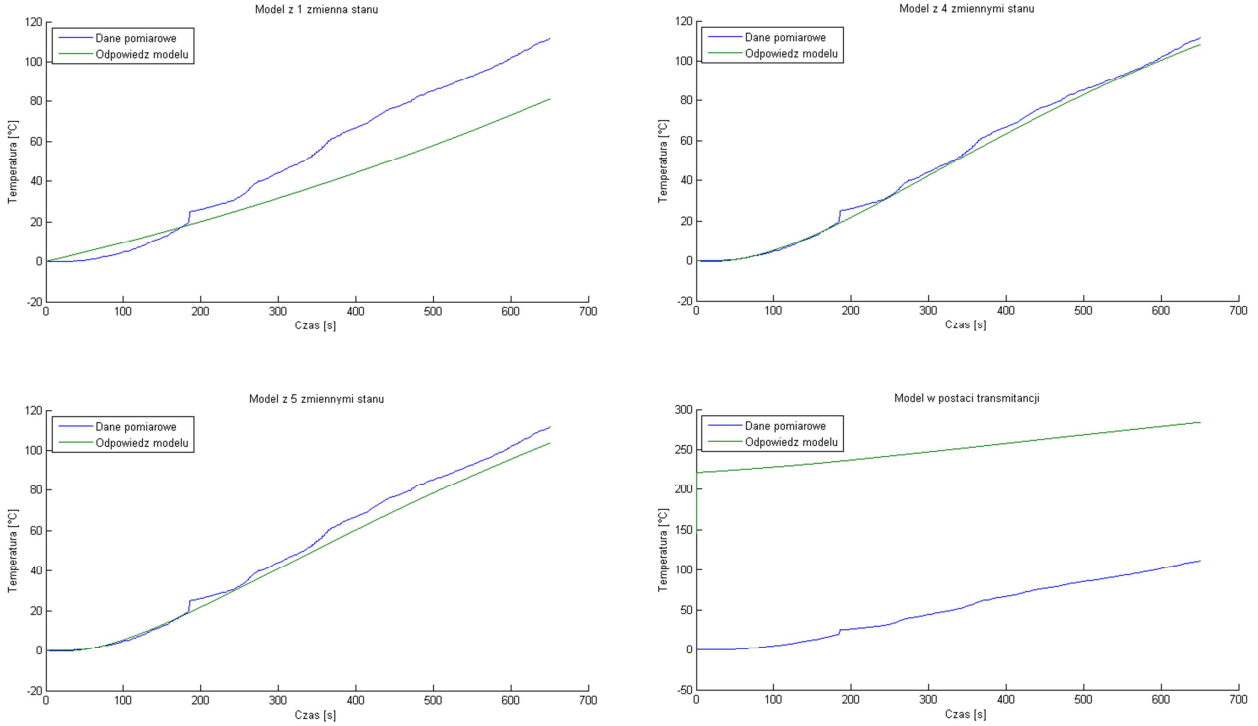 Model z 1 zmienna stanu
120
100
80
60
40
20
0
-20
0 100 200 300 400 500 600 700
Temperatura [°C]
Czas [s]
Dane pomiarowe
Odpowiedz modelu
Model z 4 zmiennymi stanu
120
100
80
60
40
20
0
-20
0 100 200 300 400 500 600 700
Temperatura [°C]
Czas [s]
Dane pomiarowe
Odpowiedz modelu
Model z 5 zmiennymi stanu
120
100
80
60
40
20
0
-20
0 100 200 300 400 500 600 700
Temperatura [°C]
Czas [s]
Dane pomiarowe
Odpowiedz modelu
Model w postaci transmitancji
300
250
200
150
100
50
0
-50
0 100 200 300 400 500 600 700
Temperatura [°C]
Czas [s]
Dane pomiarowe
Odpowiedz modelu